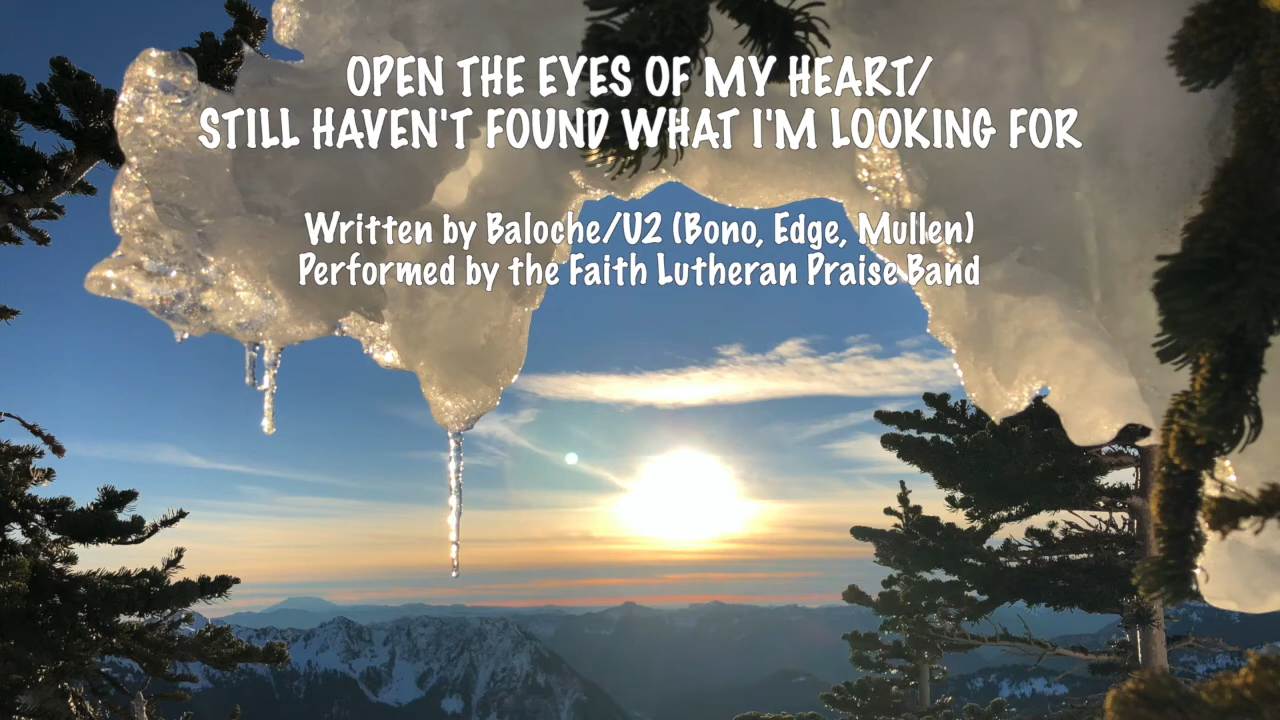 OPEN THE EYES OF MY HEART/
STILL HAVEN'T FOUND WHAT I'M LOOKING FOR
Written by Baloche/U2 (Bono, Edge, Mullen)
Performed by the Faith Lutheran Praise Band